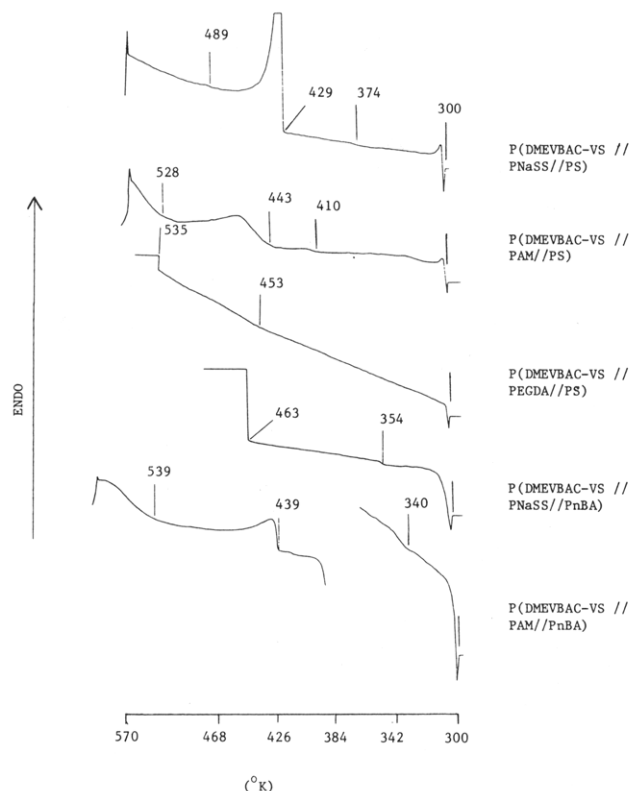 489
429 374
300
P(DMEVBAC-VS //
PNaSS//PS)
528
443 410
P(DMEVBAC-VS //
PAM//PS)
535
453
P(DMEVBAC-VS //
PEGDA//PS)
ENDO
463 354
P(DMEVBAC-VS //
PNaSS//PnBA)
539
439
340
P(DMEVBAC-VS //
PAM//PnBA)
570 468 426 384 342 300
(°K)